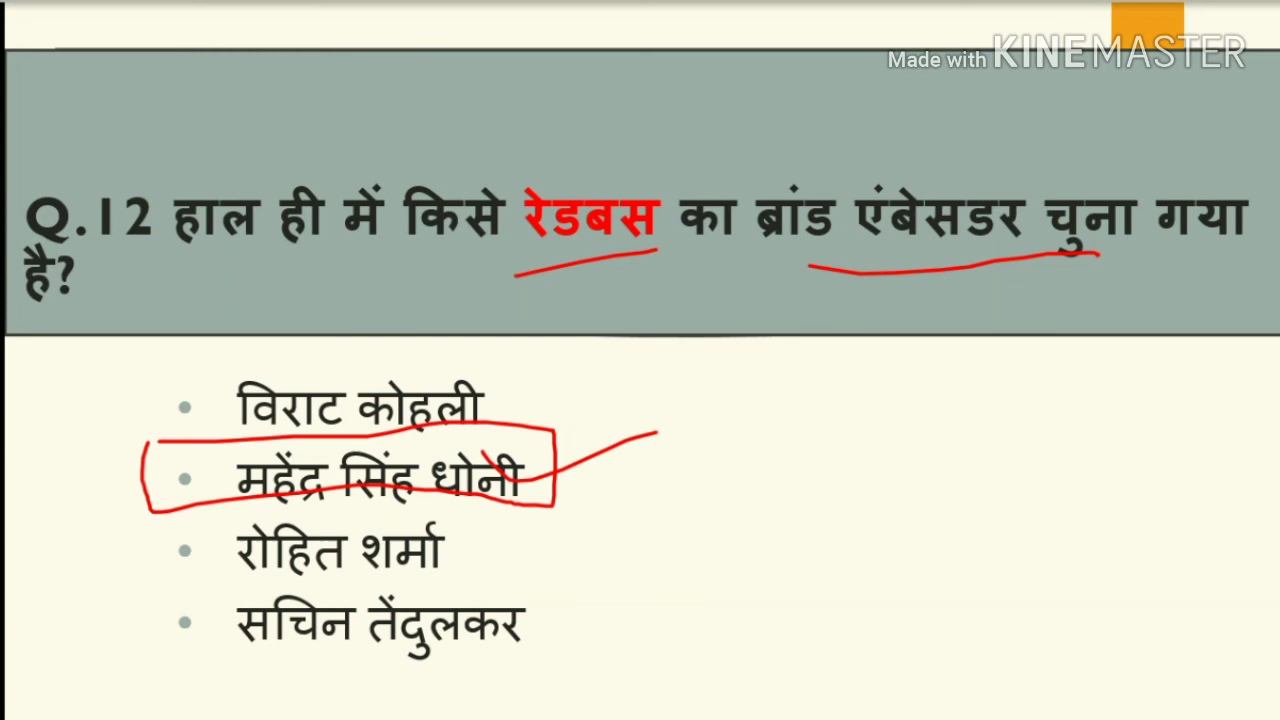 Made with KINEMASTER
Q.12 हाल ही में किसे रेडबस का ब्रांड एंबेसडर चुना गया
है?
• विराट कोहली
• महेंद्र सिंह धोनी
• रोहित शर्मा
• सचिन तेंदुलकर